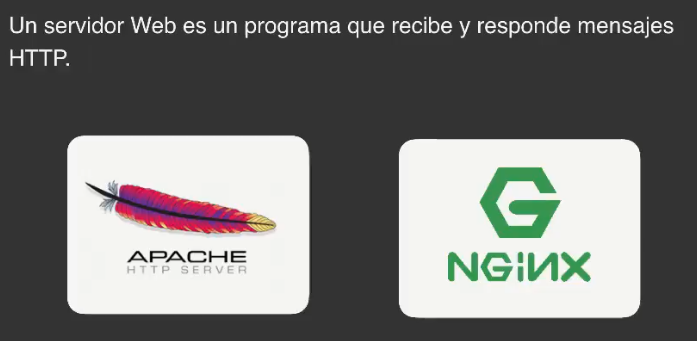 Un servidor Web es un programa que recibe y responde mensajes
HTTP.
APACHE
HTTP SERVER
NGiNX